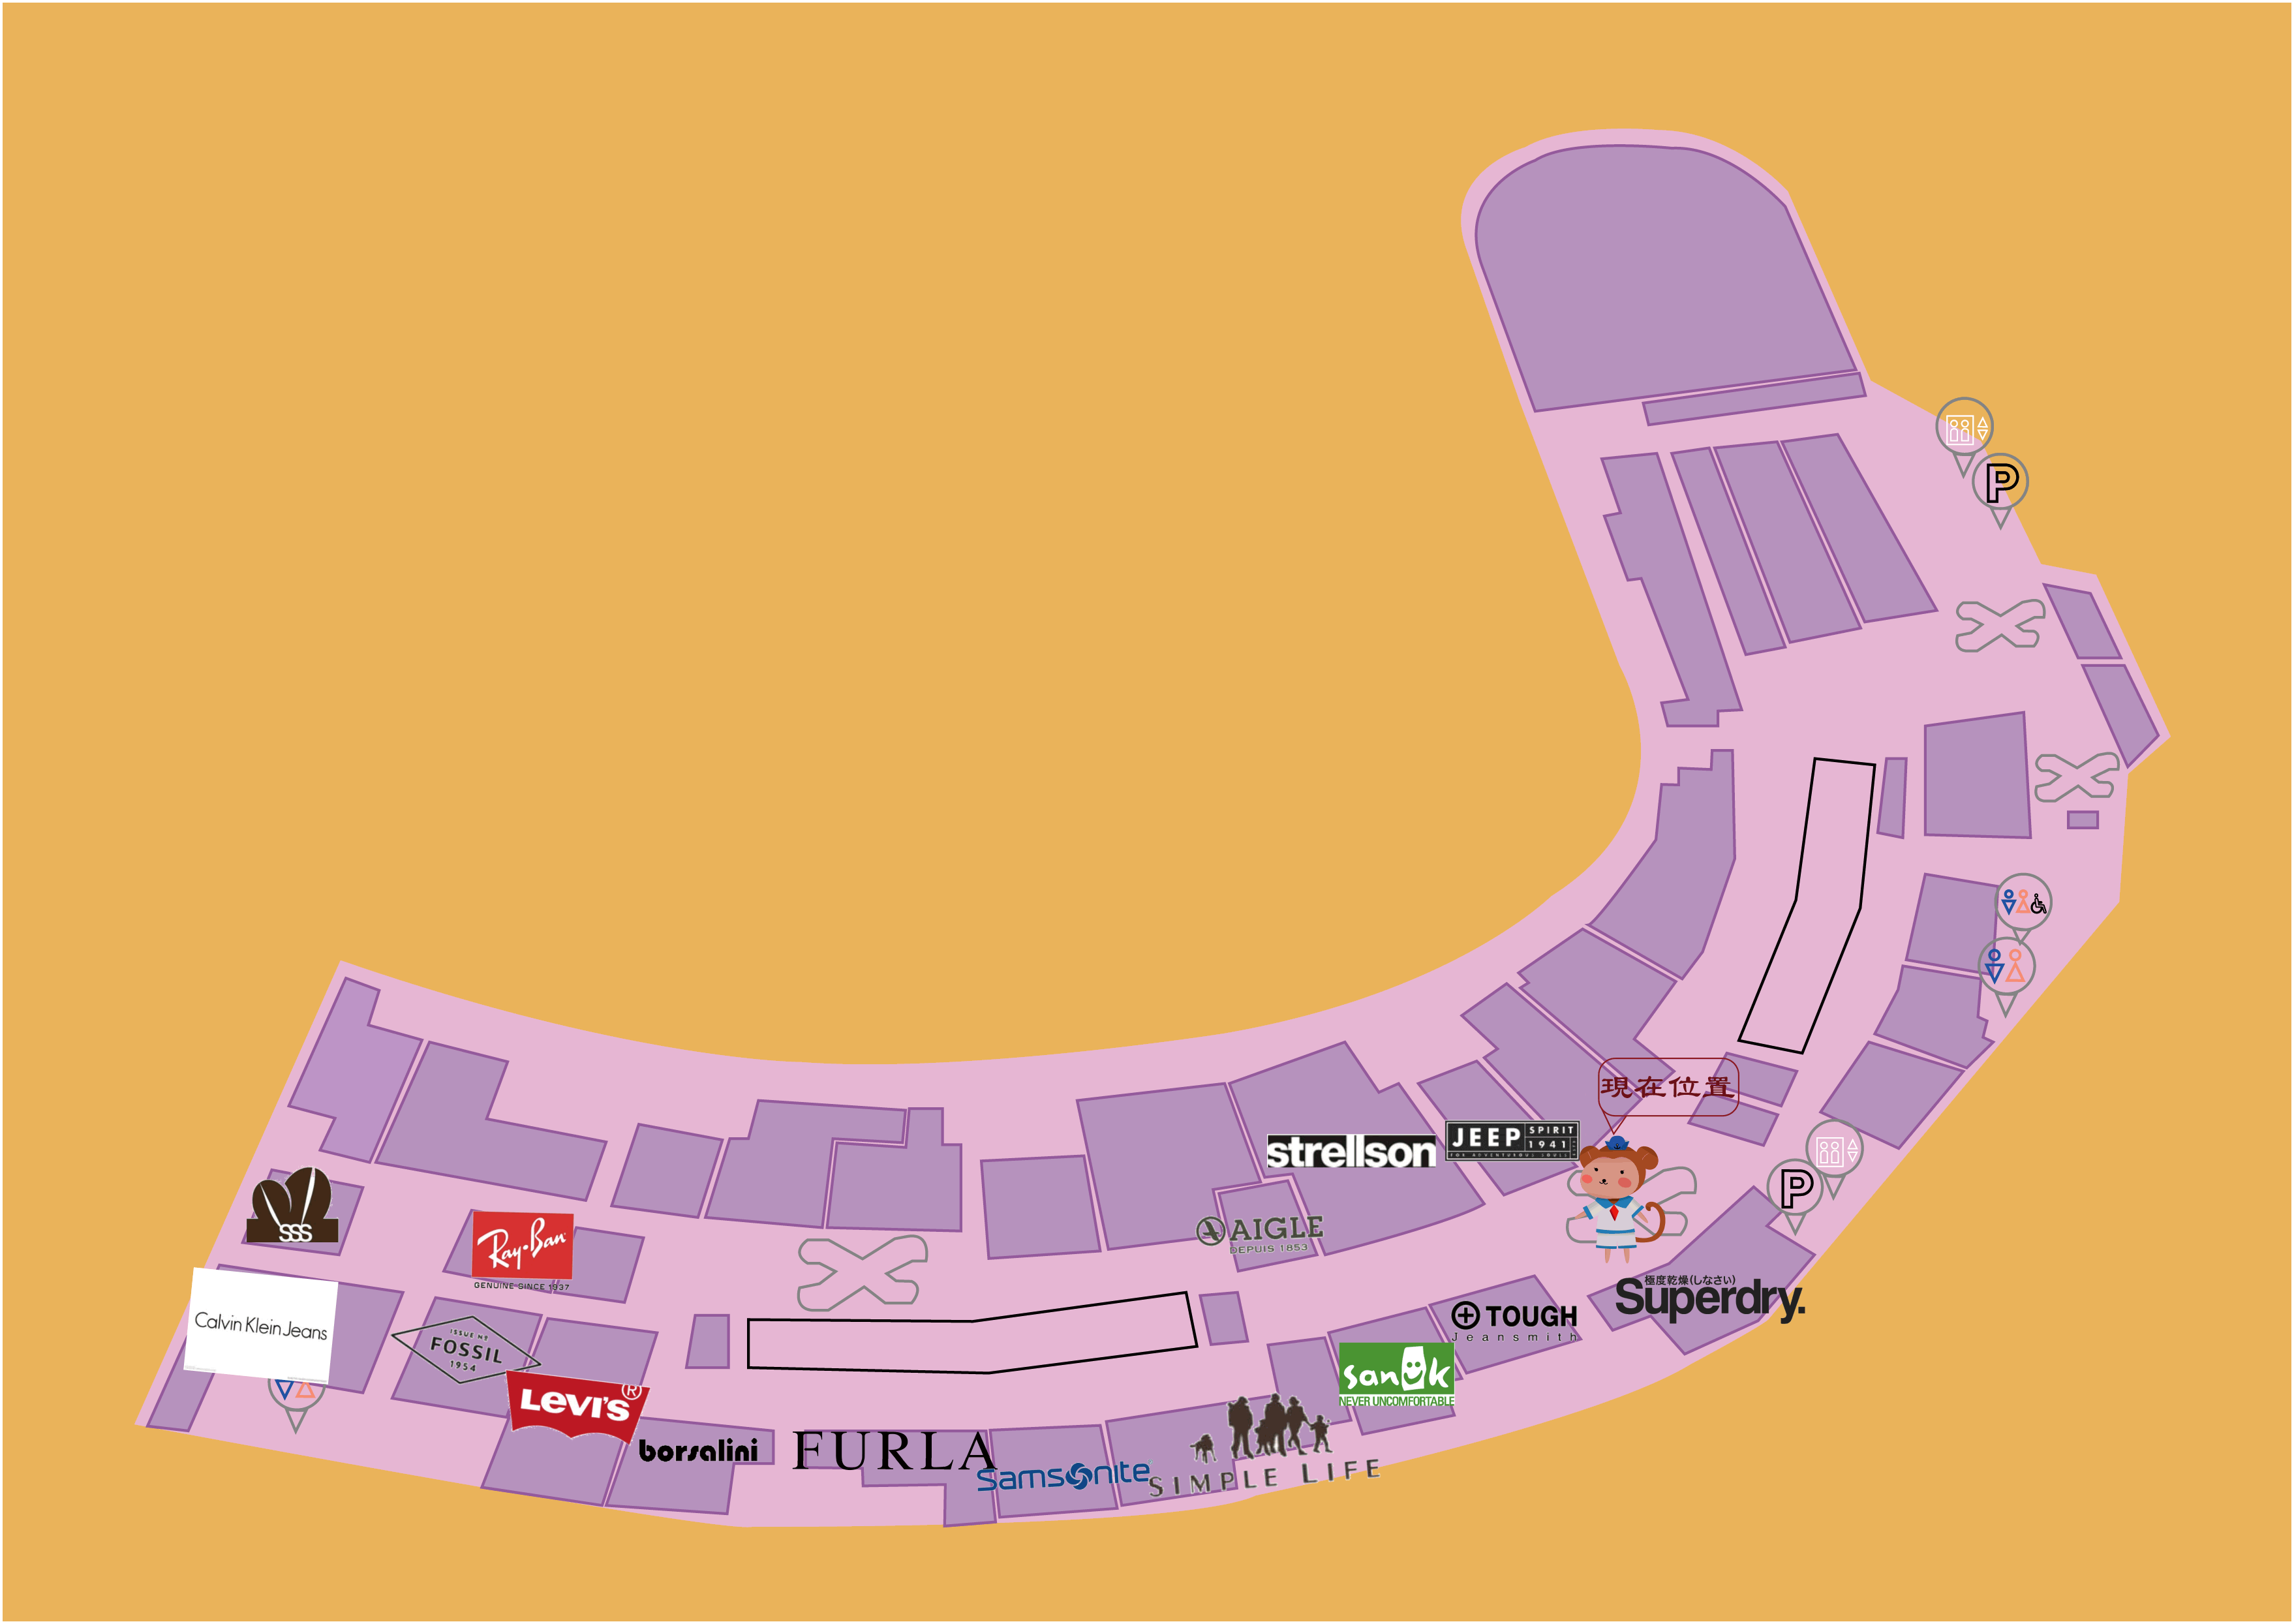 P
現在位置
JEEP
SPIRIT
1941
strellson
P
SSS
AIGLE
DEPUIS 1853
Ray-Ban
GENUINE SINCE 1937
極度乾燥(しなさい)
Superdry.
Calvin Klein Jeans
TOUGH
Jeansmith
ISSUE Nº
FOSSIL
1954
sanuk
NEVER UNCOMFORTABLE
Levi's®
borsalini
FURLA
Samsonite
SIMPLE LIFE